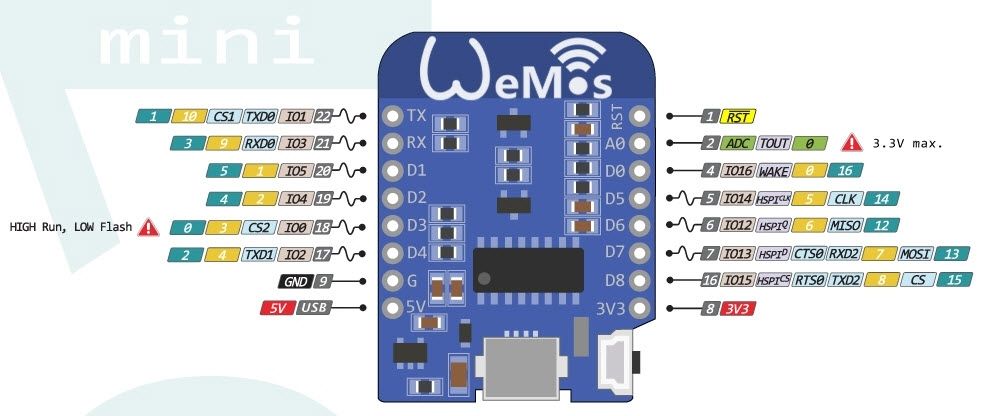 mini
WeMos
1 10 CS1 TXD0 IO1 22 TX RST 1 RST
3 9 RXD0 IO3 21 RX A0 2 ADC TOUT 0 3.3V max.
5 1 IO5 20 D1 D0 4 IO16 WAKE 0 16
4 2 IO4 19 D2 D5 5 IO14 HSPICLK 5 CLK 14
HIGH Run, LOW Flash 0 3 CS2 IO0 18 D3 D6 6 IO12 HSPIQ 6 MISO 12
2 4 TXD1 IO2 17 D4 D7 7 IO13 HSPID CTS0 RXD2 7 MOSI 13
GND 9 G D8 16 IO15 HSPICS RTS0 TXD2 8 CS 15
5V USB 5V 3V3 8 3V3